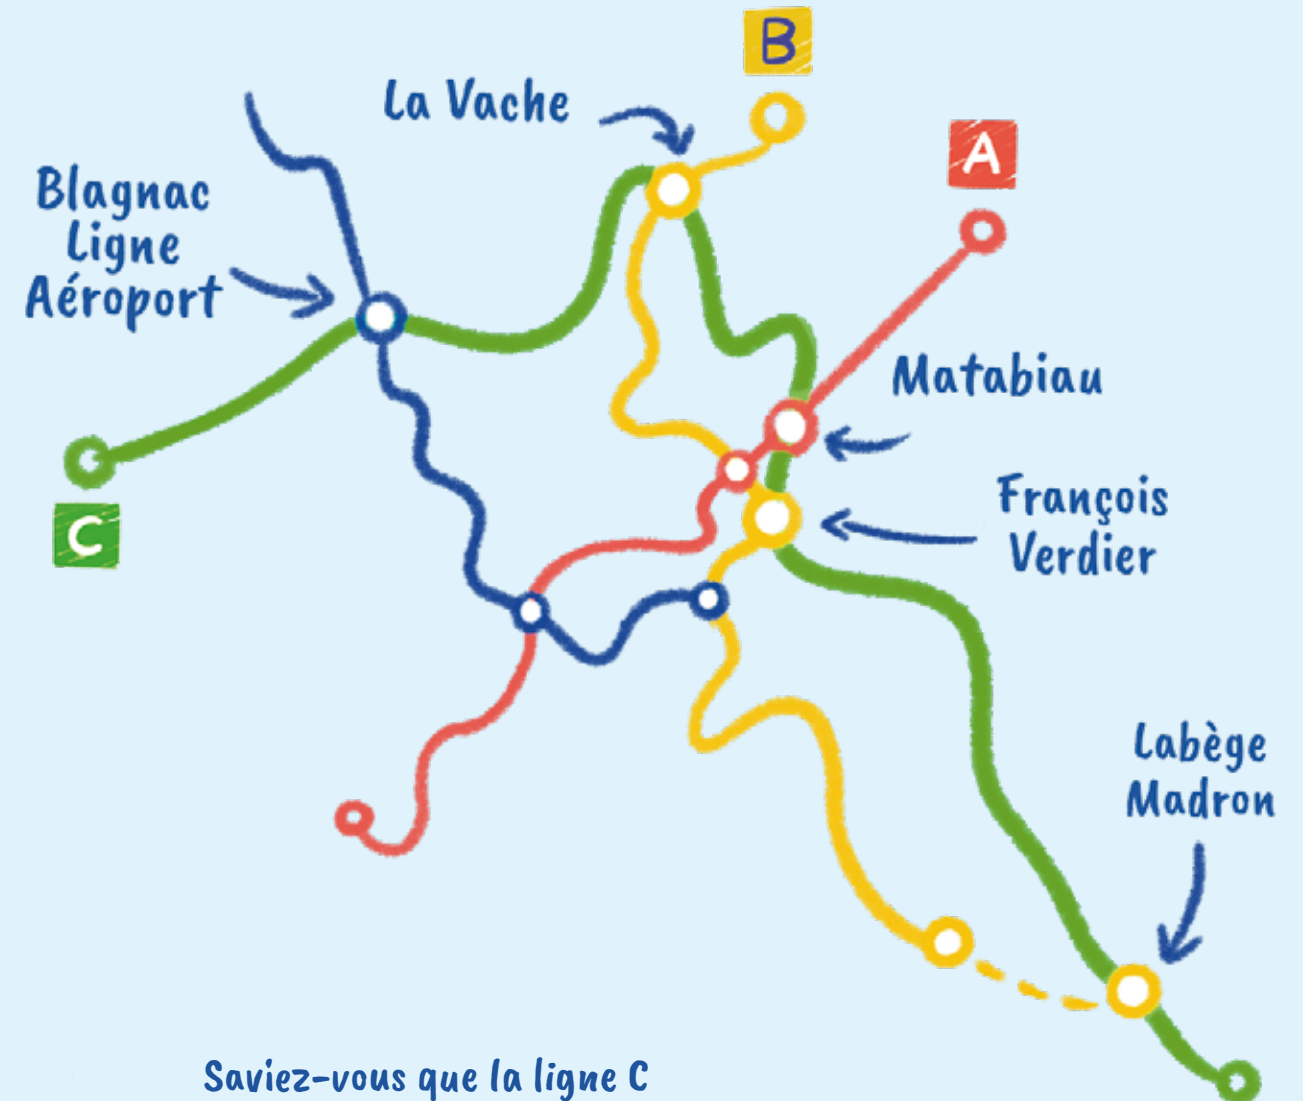 B
La Vache
A
Blagnac
Ligne
Aéroport
Matabiau
François
Verdier
C
Labège
Madron
Saviez-vous que la ligne C